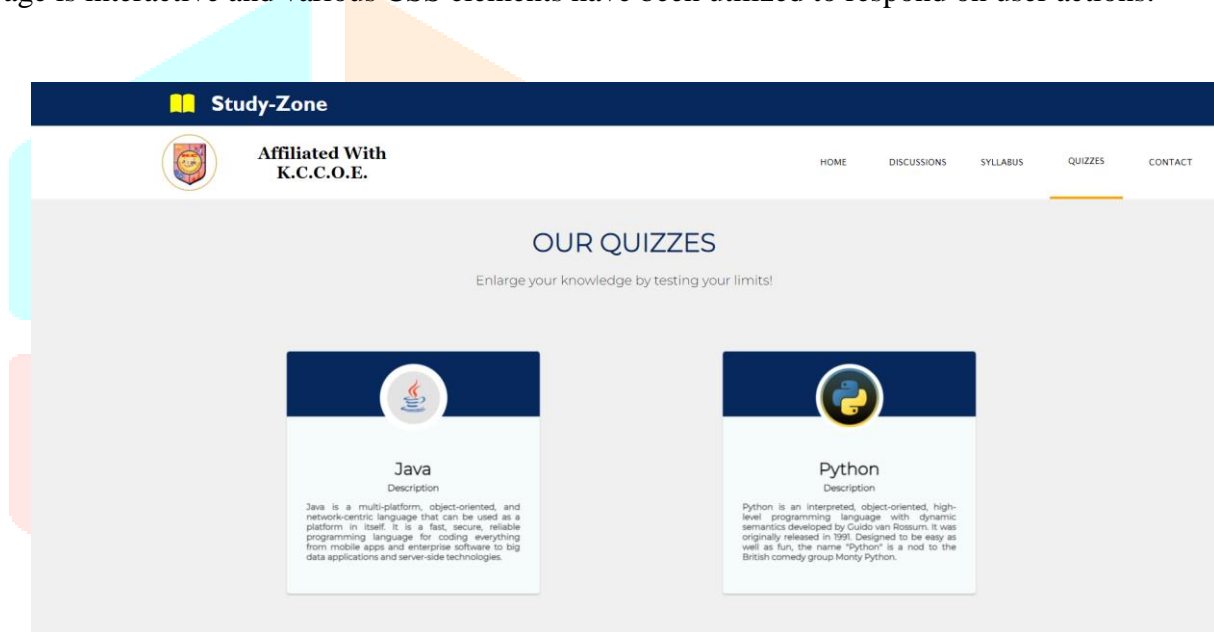 age is interactive and various CSS elements have been utilized to respond on user actions.
Study-Zone
Affiliated With
K.C.C.O.E.
HOME DISCUSSIONS SYLLABUS QUIZZES CONTACT
OUR QUIZZES
Enlarge your knowledge by testing your limits!
Java
Description
Java is a multi-platform, object-oriented, and
network-centric language that can be used as a
platform in itself. It is a fast, secure, reliable
programming language for coding everything
from mobile apps and enterprise software to big
data applications and server-side technologies.
Python
Description
Python is an interpreted, object-oriented, high-
level programming language with dynamic
semantics developed by Guido van Rossum. It was
originally released in 1991. Designed to be easy as
well as fun, the name "Python" is a nod to the
British comedy group Monty Python.